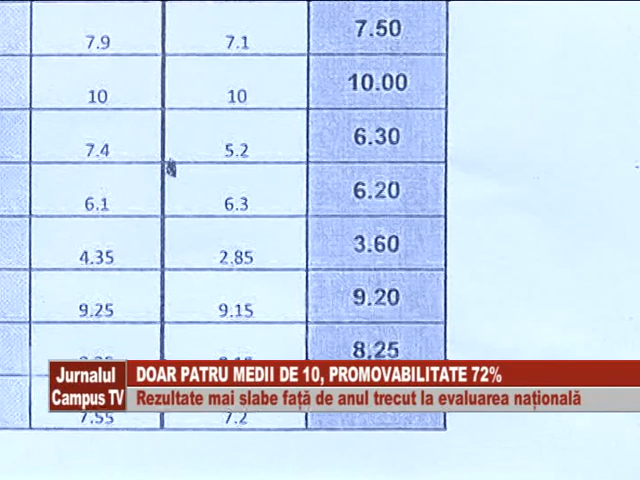 7.9 7.1 7.50
10 10 10.00
7.4 5.2 6.30
6.1 6.3 6.20
4.35 2.85 3.60
9.25 9.15 9.20
8.25
Jurnalul
Campus TV
DOAR PATRU MEDII DE 10, PROMOVABILITATE 72%
Rezultate mai slabe față de anul trecut la evaluarea națională
7.55 7.2